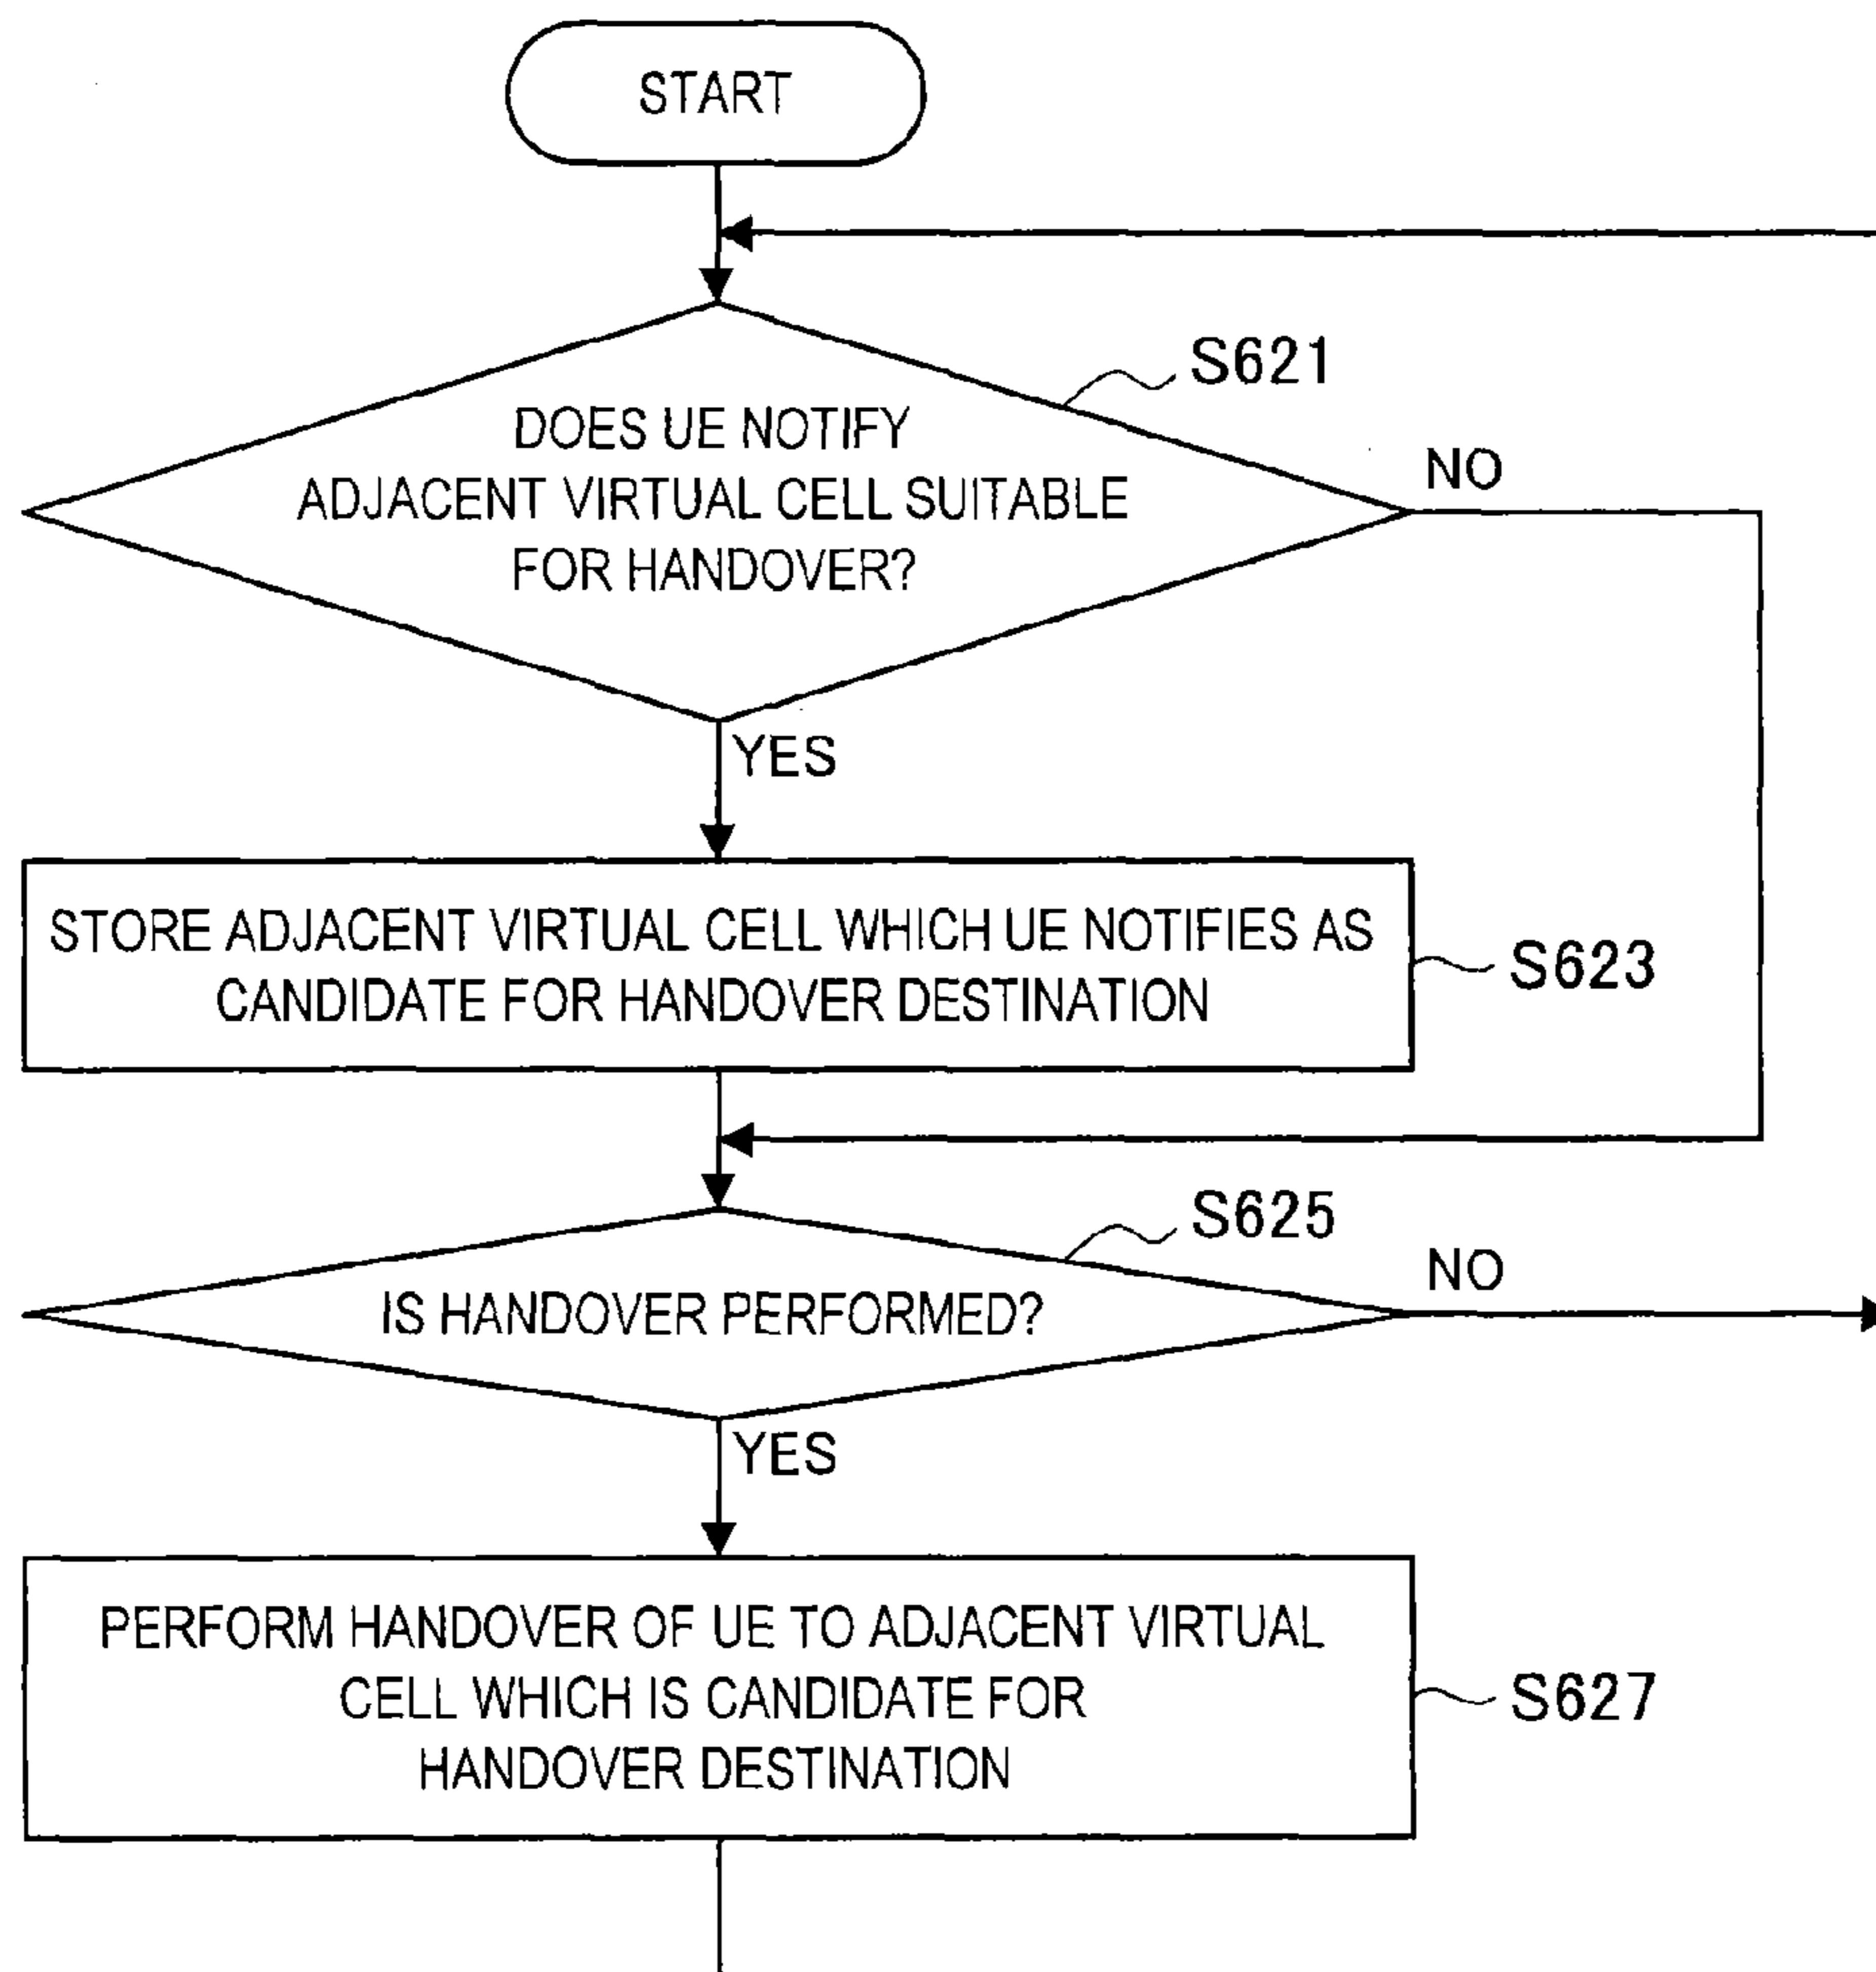 START
S621
DOES UE NOTIFY
ADJACENT VIRTUAL CELL SUITABLE
FOR HANDOVER?
NO
YES
STORE ADJACENT VIRTUAL CELL WHICH UE NOTIFIES AS
CANDIDATE FOR HANDOVER DESTINATION
S623
S625
IS HANDOVER PERFORMED?
NO
YES
PERFORM HANDOVER OF UE TO ADJACENT VIRTUAL
CELL WHICH IS CANDIDATE FOR
HANDOVER DESTINATION
S627